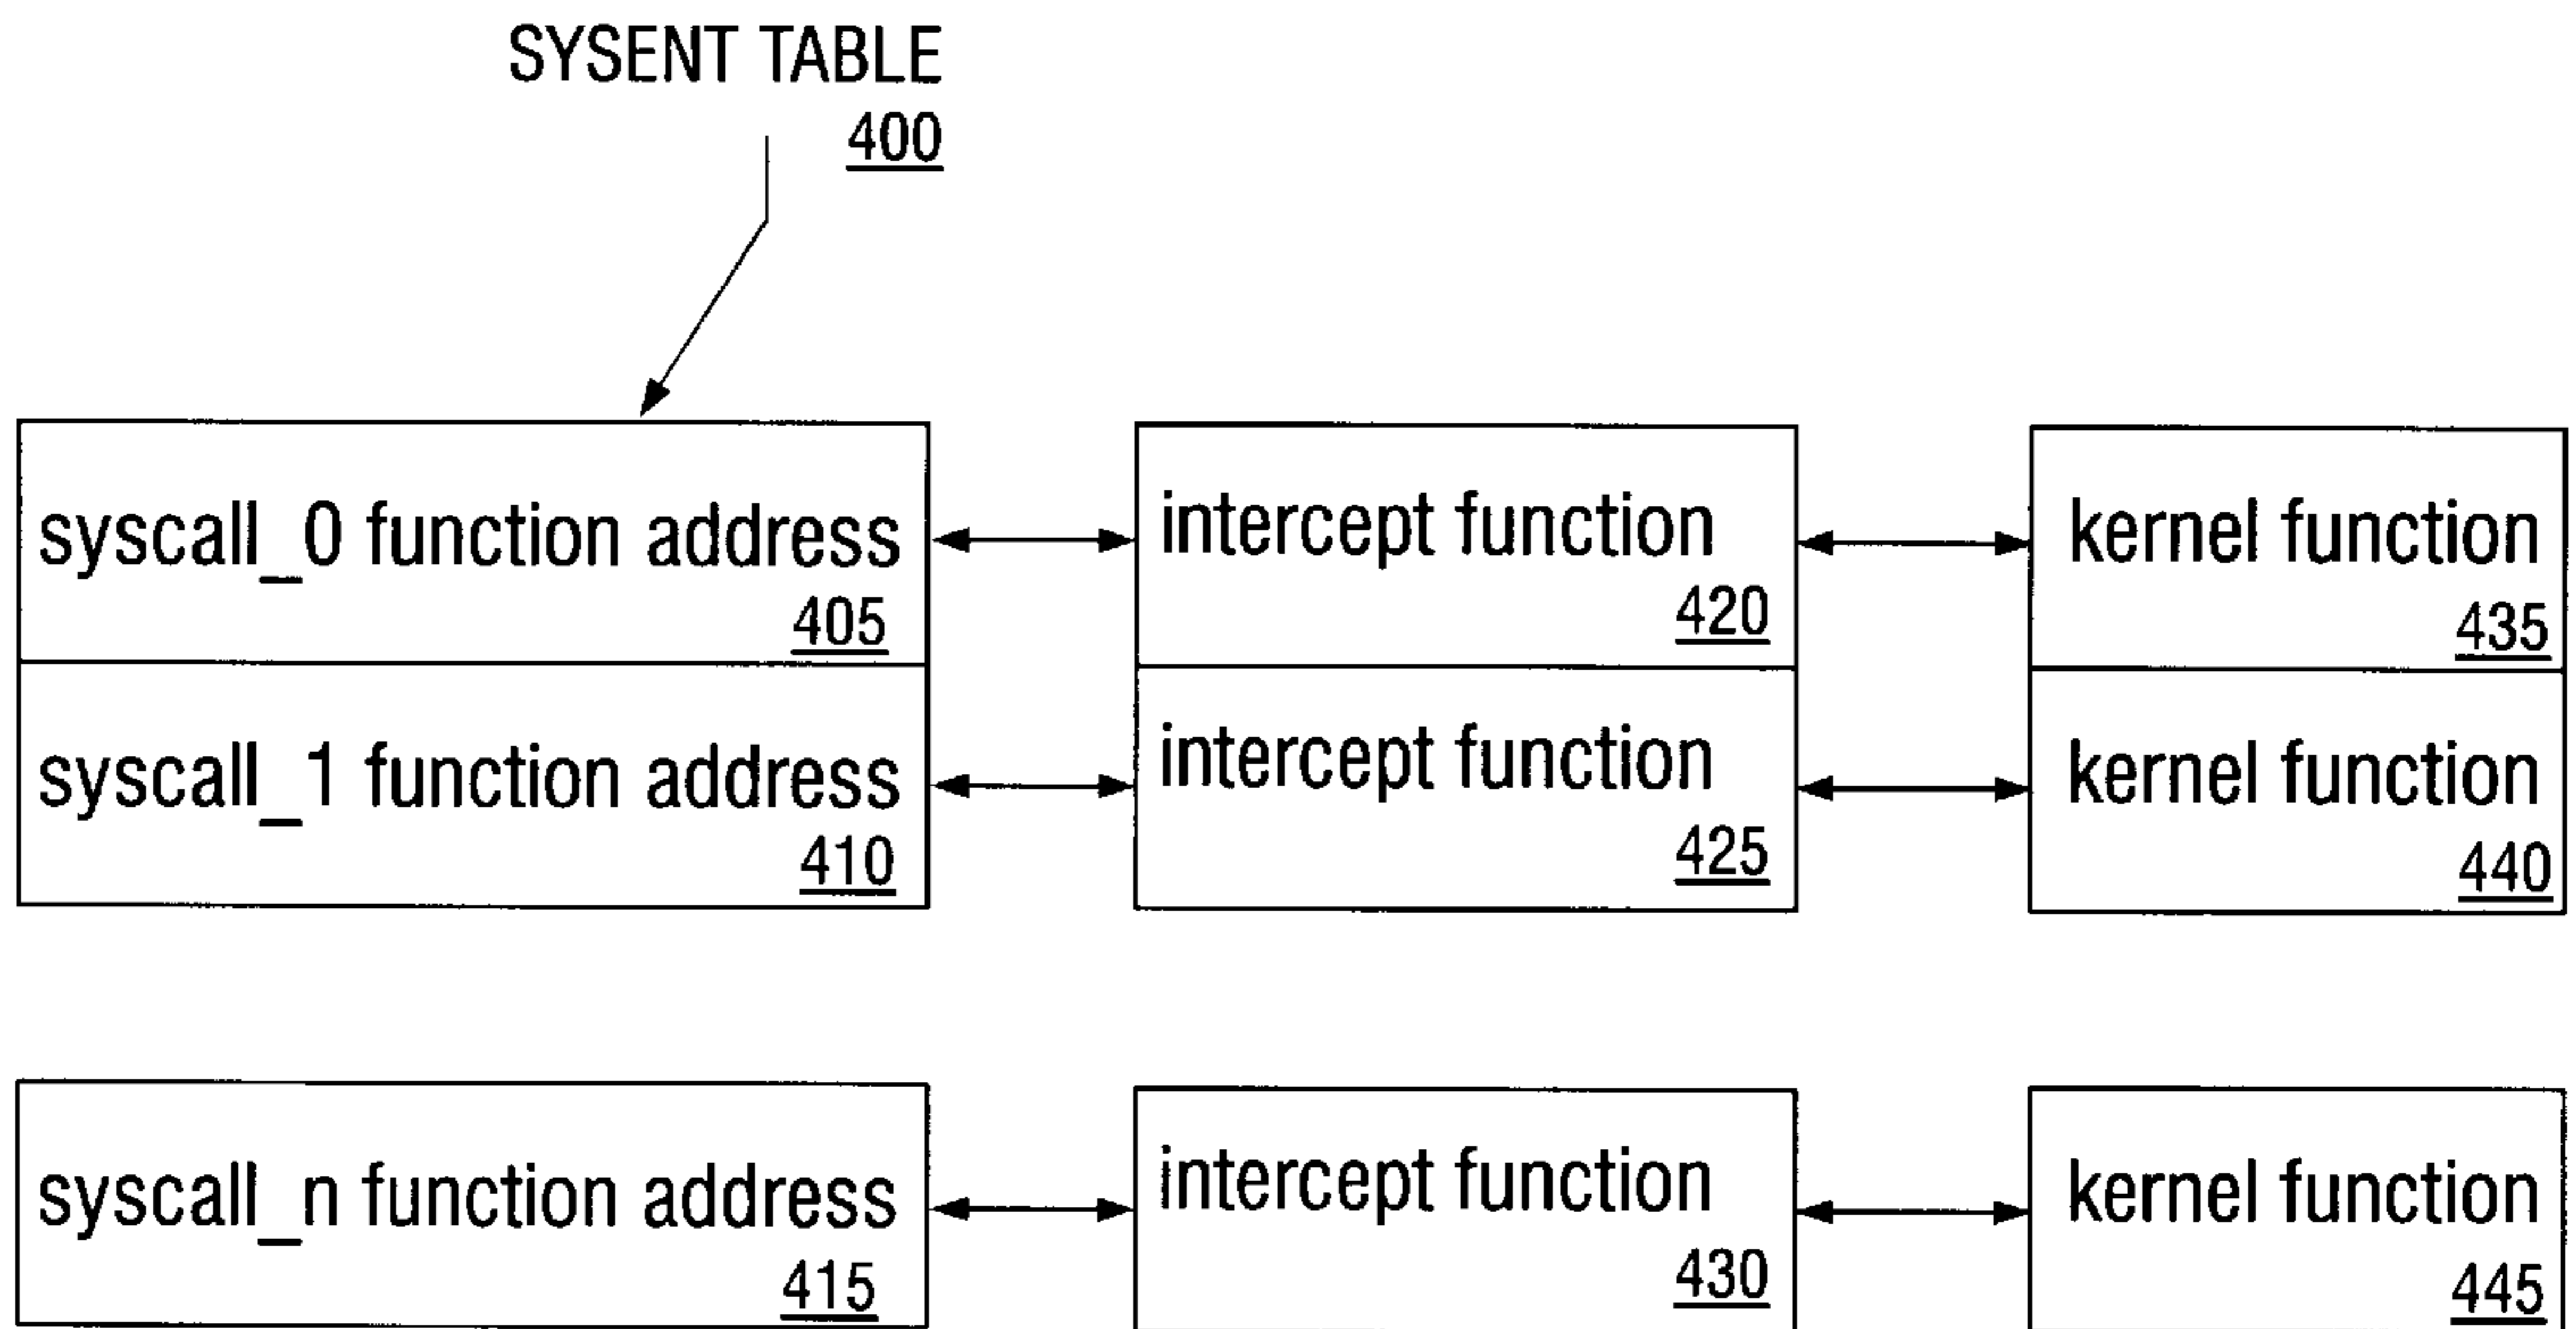 SYSENT TABLE
400
syscall_0 function address
405
intercept function
420
kernel function
435
syscall_1 function address
410
intercept function
425
kernel function
440
syscall_n function address
415
intercept function
430
kernel function
445